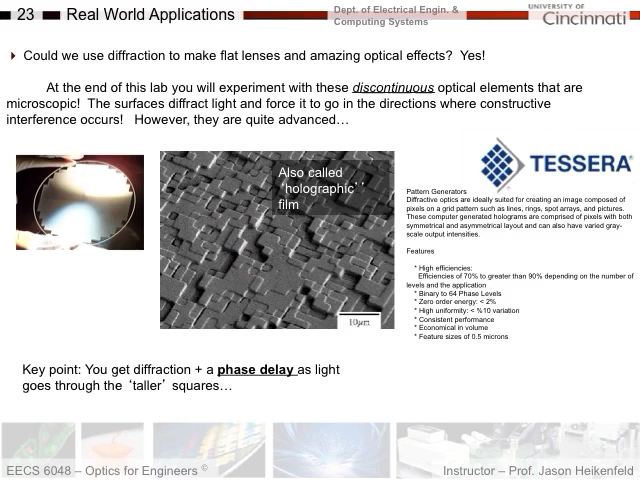 23 Real World Applications
Dept. of Electrical Engin. &
Computing Systems
UNIVERSITY OF
Cincinnati
Could we use diffraction to make flat lenses and amazing optical effects? Yes!
At the end of this lab you will experiment with these discontinuous optical elements that are
microscopic! The surfaces diffract light and force it to go in the directions where constructive
interference occurs! However, they are quite advanced…
Also called
‘holographic’ ’
film
10μm
TESSERA®
Pattern Generators
Diffractive optics are ideally suited for creating an image composed of
pixels on a grid pattern such as lines, rings, spot arrays, and pictures.
These computer generated holograms are comprised of pixels with both
symmetrical and asymmetrical layout and can also have varied gray-
scale output intensities.
Features
* High efficiencies:
Efficiencies of 70% to greater than 90% depending on the number of
levels and the application
* Binary to 64 Phase Levels
* Zero order energy: < 2%
* High uniformity: < %10 variation
* Consistent performance
* Economical in volume
* Feature sizes of 0.5 microns
Key point: You get diffraction + a phase delay as light
goes through the ‘taller’ squares…
EECS 6048 – Optics for Engineers ©
Instructor – Prof. Jason Heikenfeld